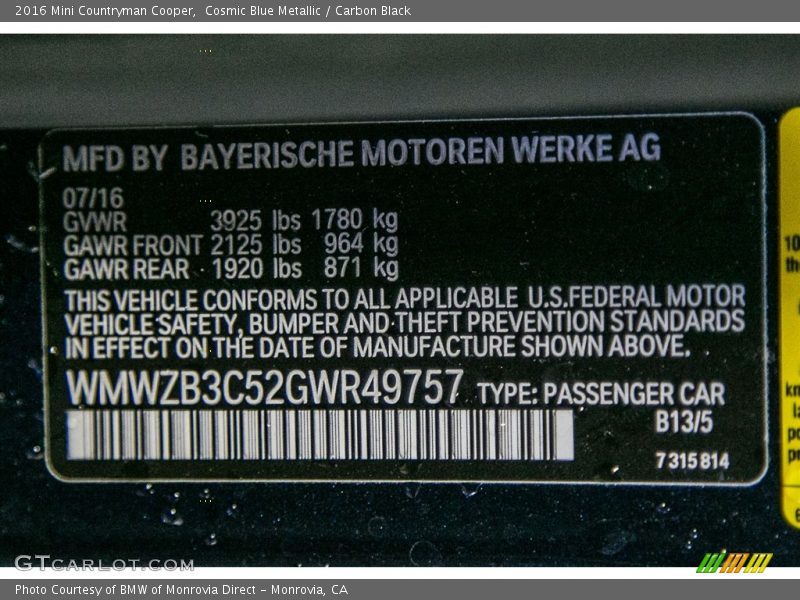 2016 Mini Countryman Cooper,  Cosmic Blue Metallic / Carbon Black
MFD BY BAYERISCHE MOTOREN WERKE AG
07/16
GVWR 3925 lbs 1780 kg
GAWR FRONT 2125 lbs 964 kg
GAWR REAR 1920 lbs 871 kg
THIS VEHICLE CONFORMS TO ALL APPLICABLE U.S.FEDERAL MOTOR
VEHICLE SAFETY, BUMPER AND THEFT PREVENTION STANDARDS
IN EFFECT ON THE DATE OF MANUFACTURE SHOWN ABOVE.
WMWZB3C52GWR49757 TYPE: PASSENGER CAR
B13/5
7315814
10
GTCARLOT.COM
Photo Courtesy of BMW of Monrovia Direct - Monrovia, CA